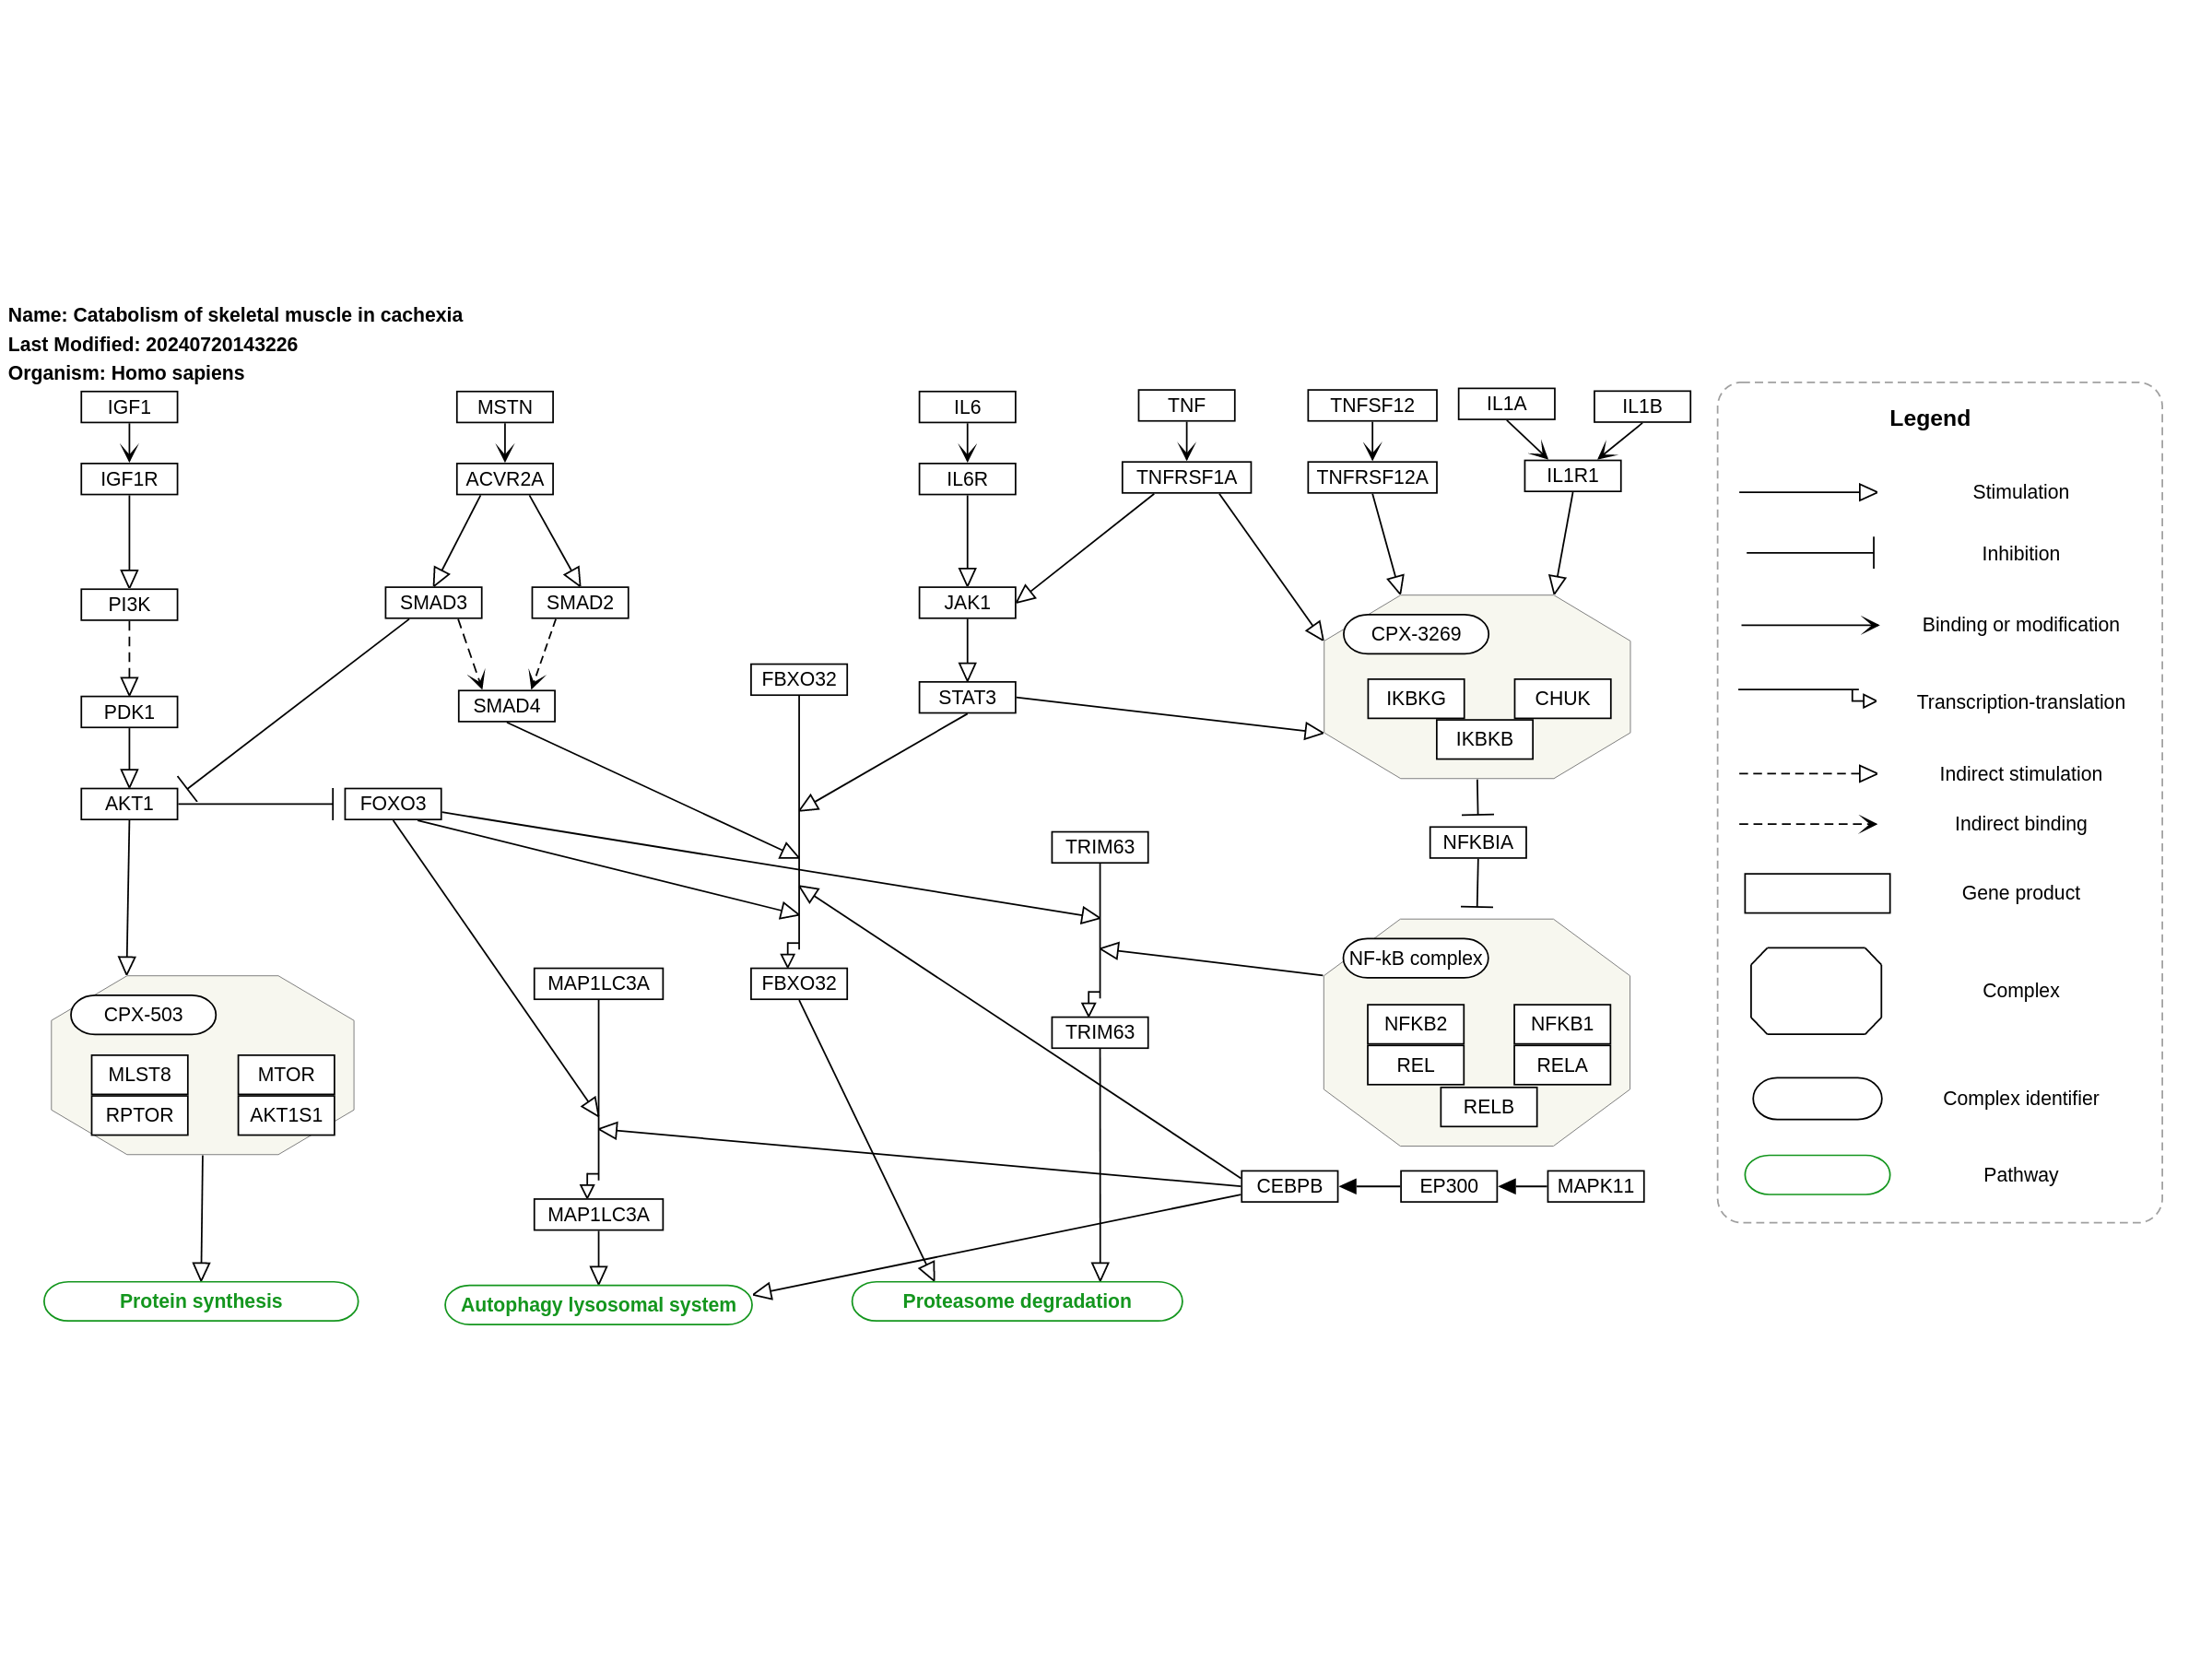 Name: Catabolism of skeletal muscle in cachexia
Last Modified: 20240720143226
Organism: Homo sapiens
IGF1
MSTN
IL6
TNF
TNFSF12
IL1A
IL1B
IGF1R
ACVR2A
IL6R
TNFRSF1A
TNFRSF12A
IL1R1
PI3K
SMAD3
SMAD2
JAK1
CPX-3269
PDK1
SMAD4
FBXO32
STAT3
IKBKG
CHUK
IKBKB
AKT1
FOXO3
TRIM63
NFKBIA
NF-kB complex
MAP1LC3A
FBXO32
CPX-503
TRIM63
NFKB2
NFKB1
REL
RELA
RELB
MLST8
MTOR
RPTOR
AKT1S1
MAP1LC3A
CEBPB
EP300
MAPK11
Protein synthesis
Autophagy lysosomal system
Proteasome degradation
Legend
Stimulation
Inhibition
Binding or modification
Transcription-translation
Indirect stimulation
Indirect binding
Gene product
Complex
Complex identifier
Pathway